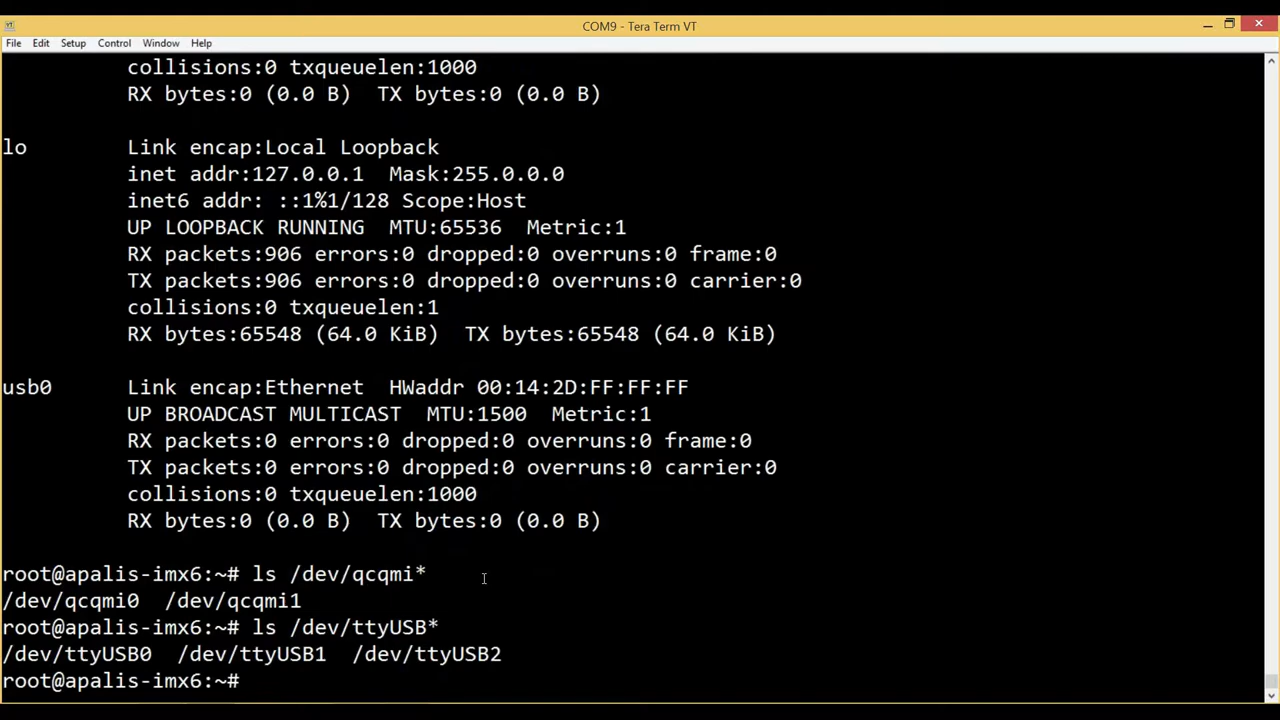 COM9 - Tera Term VT
File Edit Setup Control Window Help
collisions:0 txqueuelen:1000
RX bytes:0 (0.0 B)  TX bytes:0 (0.0 B)
lo        Link encap:Local Loopback
inet addr:127.0.0.1  Mask:255.0.0.0
inet6 addr: ::1%1/128 Scope:Host
UP LOOPBACK RUNNING  MTU:65536  Metric:1
RX packets:906 errors:0 dropped:0 overruns:0 frame:0
TX packets:906 errors:0 dropped:0 overruns:0 carrier:0
collisions:0 txqueuelen:1
RX bytes:65548 (64.0 KiB)  TX bytes:65548 (64.0 KiB)
usb0      Link encap:Ethernet  HWaddr 00:14:2D:FF:FF:FF
UP BROADCAST MULTICAST  MTU:1500  Metric:1
RX packets:0 errors:0 dropped:0 overruns:0 frame:0
TX packets:0 errors:0 dropped:0 overruns:0 carrier:0
collisions:0 txqueuelen:1000
RX bytes:0 (0.0 B)  TX bytes:0 (0.0 B)
root@apalis-imx6:~# ls /dev/qcqmi*
/dev/qcqmi0  /dev/qcqmi1
root@apalis-imx6:~# ls /dev/ttyUSB*
/dev/ttyUSB0  /dev/ttyUSB1  /dev/ttyUSB2
root@apalis-imx6:~#